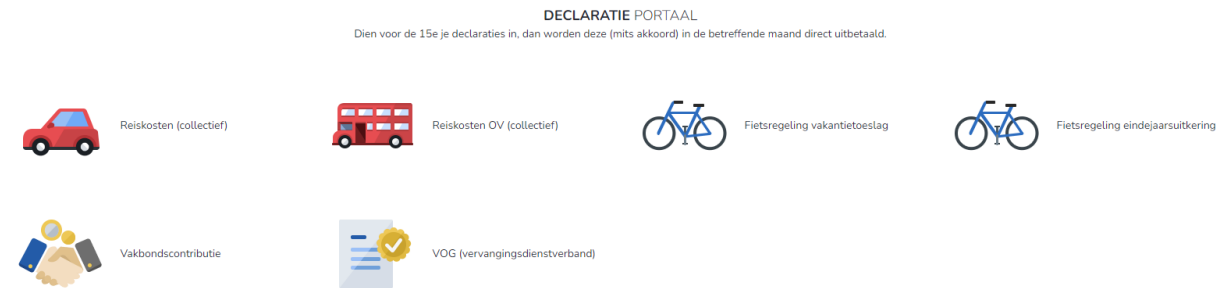 DECLARATIE PORTAAL
Dien voor de 15e je declaraties in, dan worden deze (mits akkoord) in de betreffende maand direct uitbetaald.
Reiskosten (collectief)
Reiskosten OV (collectief)
Fietsregeling vakantietoeslag
Fietsregeling eindejaarsuitkering
Vakbondscontributie
VOG (vervangingsdienstverband)